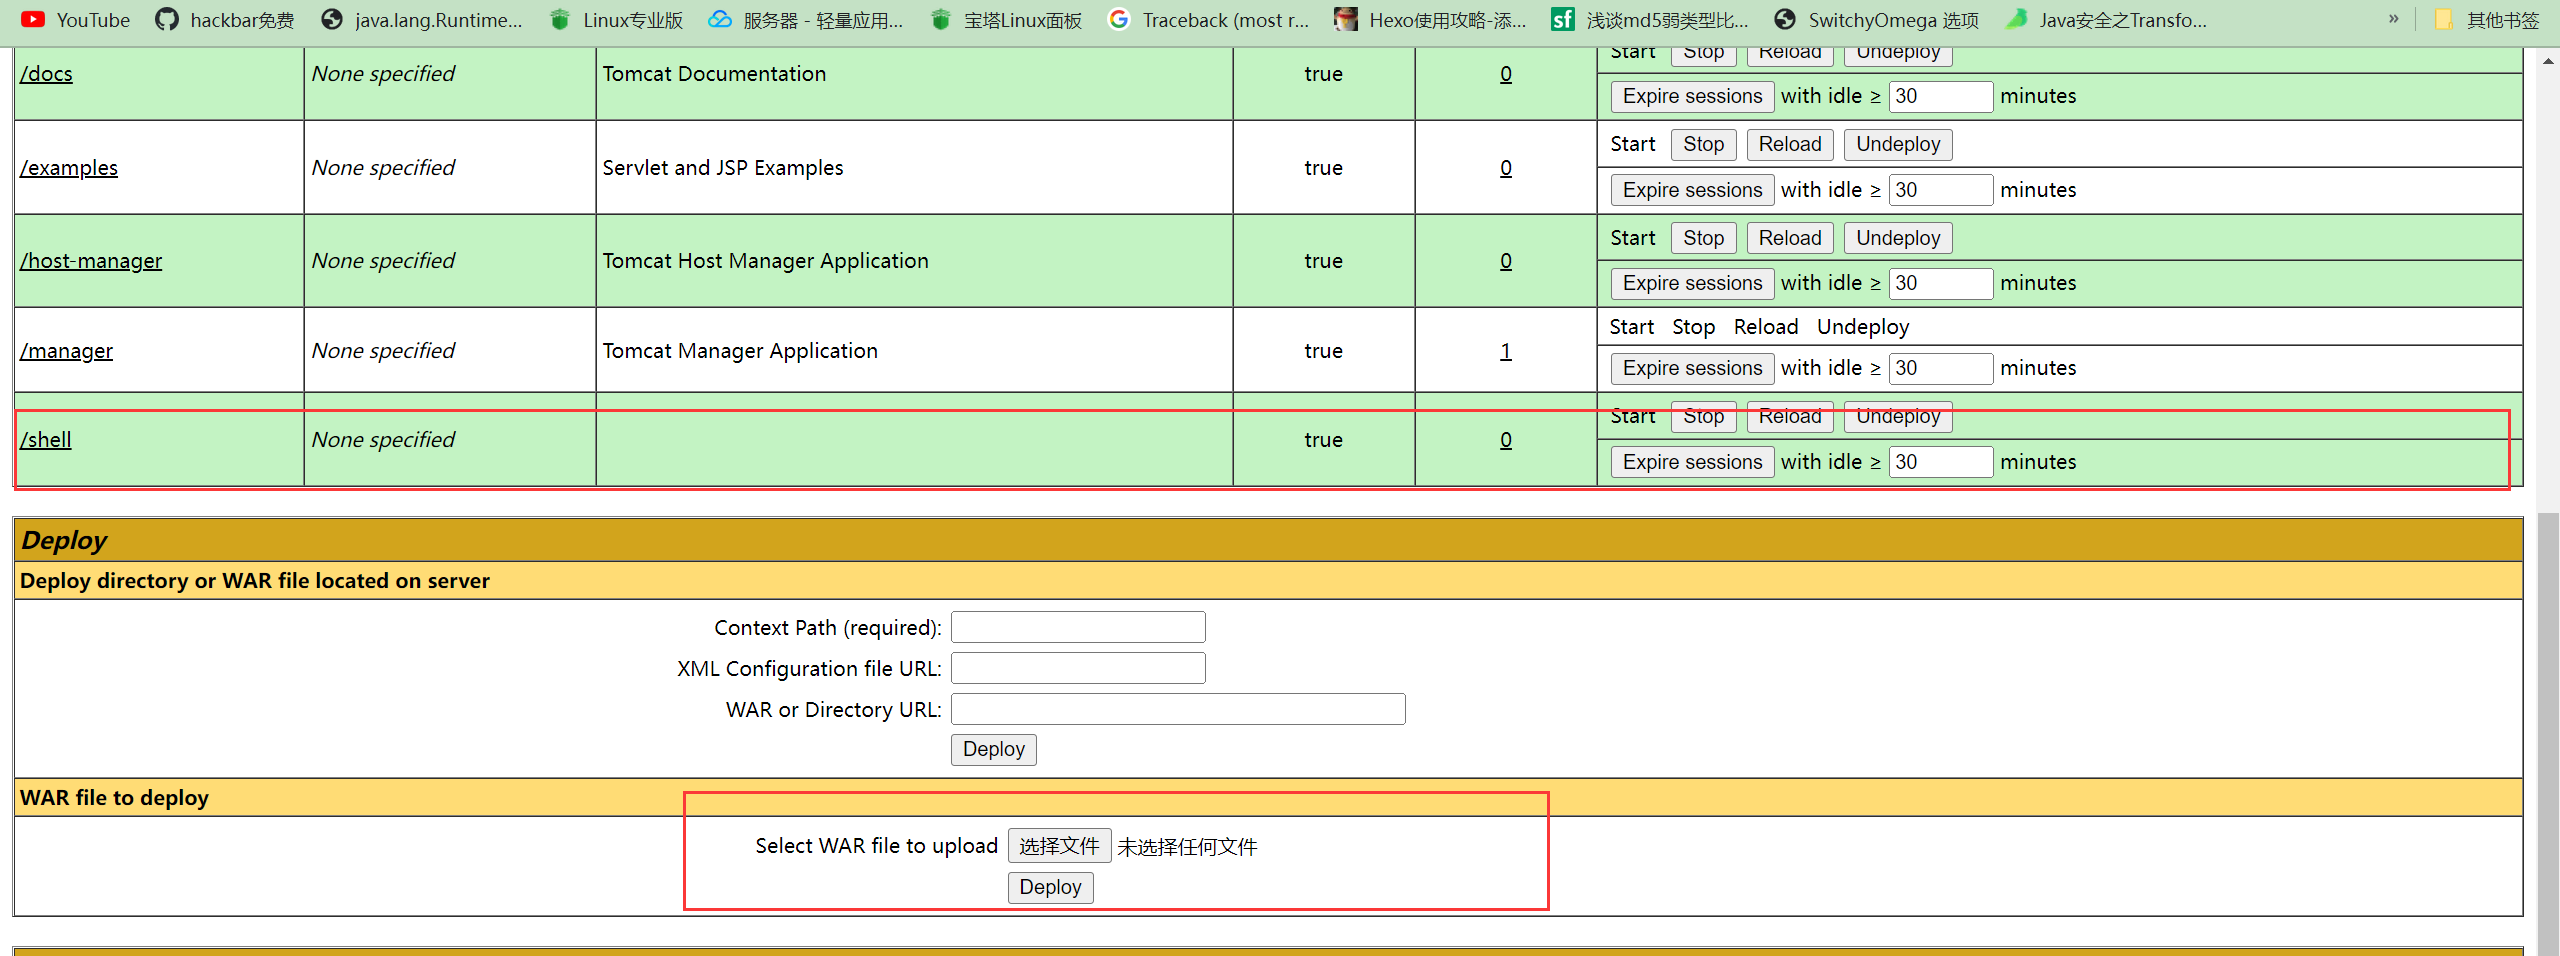 YouTube hackbar免费 java.lang.Runtime... Linux专业版 服务器 - 轻量应用... 宝塔Linux面板 Traceback (most r... Hexo使用攻略-添... 浅谈md5弱类型比... SwitchyOmega 选项 Java安全之Transfo... » 其他书签
/docs None specified Tomcat Documentation true 0 Start Stop Reload Undeploy
Expire sessions with idle ≥ 30 minutes
/examples None specified Servlet and JSP Examples true 0 Start Stop Reload Undeploy
Expire sessions with idle ≥ 30 minutes
/host-manager None specified Tomcat Host Manager Application true 0 Start Stop Reload Undeploy
Expire sessions with idle ≥ 30 minutes
/manager None specified Tomcat Manager Application true 1 Start Stop Reload Undeploy
Expire sessions with idle ≥ 30 minutes
/shell None specified true 0 Start Stop Reload Undeploy
Expire sessions with idle ≥ 30 minutes
Deploy
Deploy directory or WAR file located on server
Context Path (required):
XML Configuration file URL:
WAR or Directory URL:
Deploy
WAR file to deploy
Select WAR file to upload 选择文件 未选择任何文件
Deploy